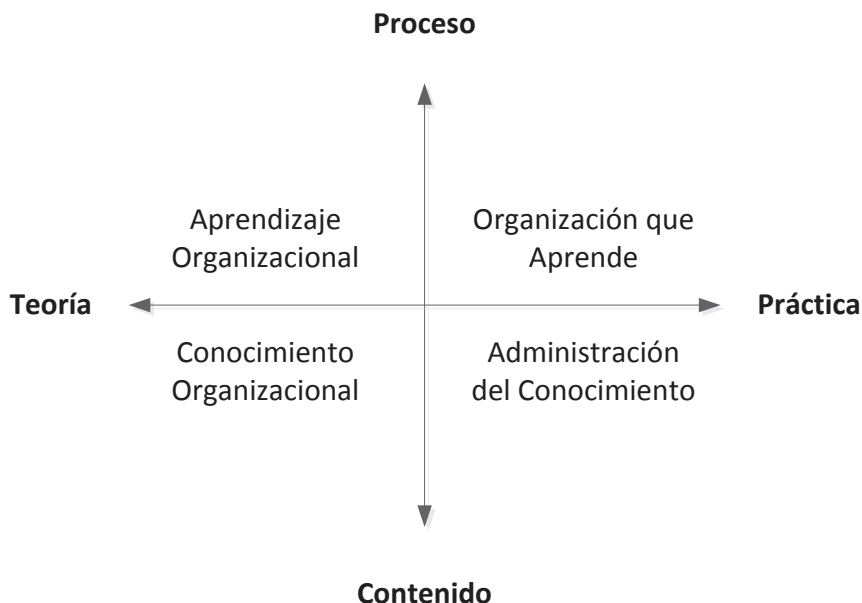 Proceso
Aprendizaje
Organizacional
Organización que
Aprende
Teoría
Práctica
Conocimiento
Organizacional
Administración
del Conocimiento
Contenido